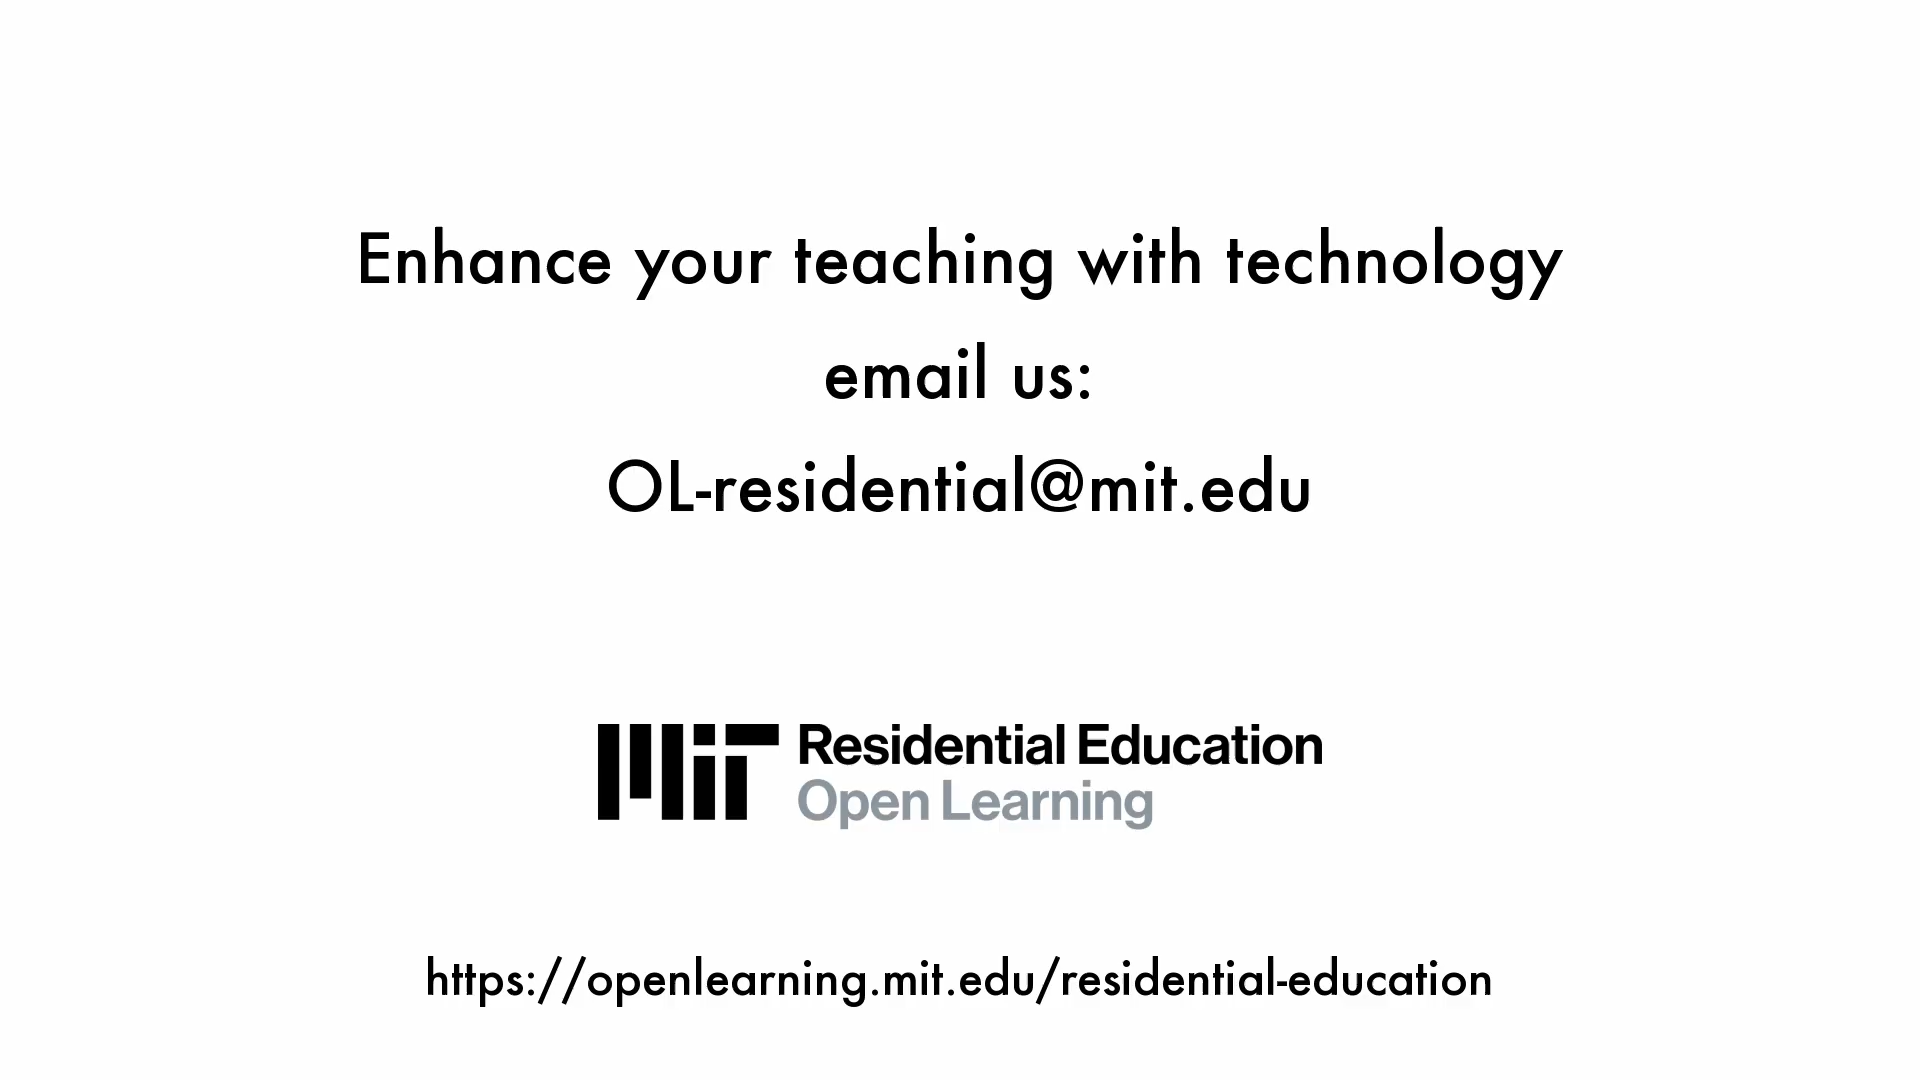 Enhance your teaching with technology
email us:
OL-residential@mit.edu
MIT Residential Education
Open Learning
https://openlearning.mit.edu/residential-education